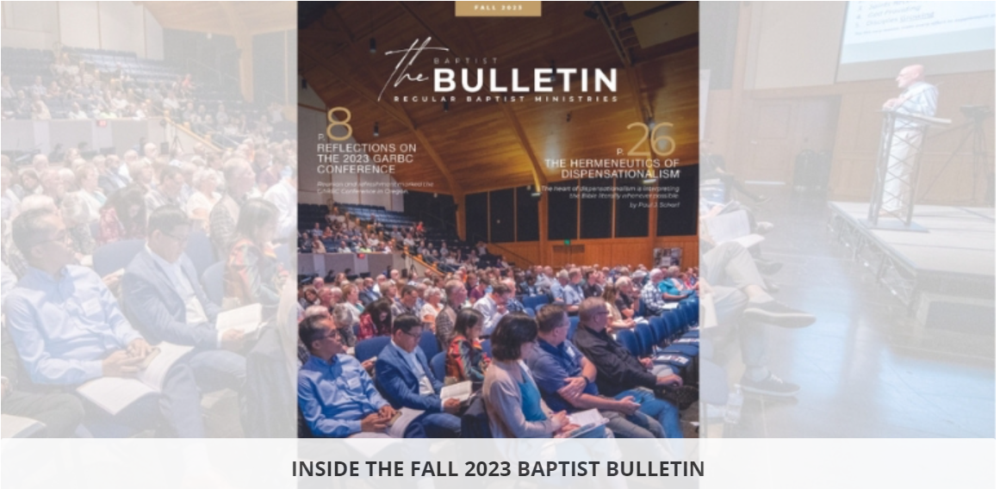 FALL 2023
the BAPTIST
BULLETIN
REGULAR BAPTIST MINISTRIES
P. 8
REFLECTIONS ON
THE 2023 GARBC
CONFERENCE
Reunion and refreshment marked the
GARBC Conference in Oregon.
P. 26
THE HERMENEUTICS OF
DISPENSATIONALISM
The heart of dispensationalism is interpreting
the Bible literally whenever possible.
by Paul J. Scharf
INSIDE THE FALL 2023 BAPTIST BULLETIN